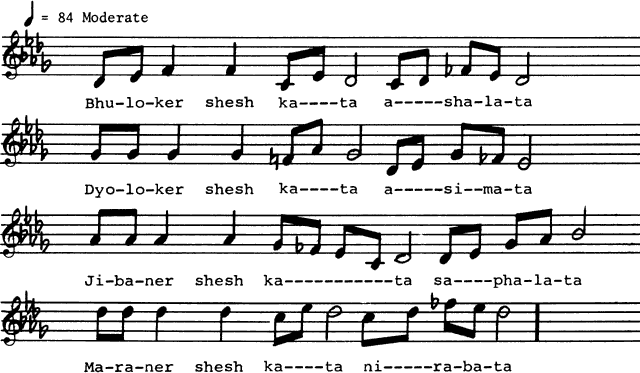 = 84 Moderate
Bhu-lo-ker shesh ka----ta a-----sha-la-ta
Dyo-lo-ker shesh ka----ta a-----si--ma-ta
Ji-ba-ner shesh ka-----------ta sa----pha-la-ta
Ma-ra-ner shesh ka----ta ni-----ra-ba-ta